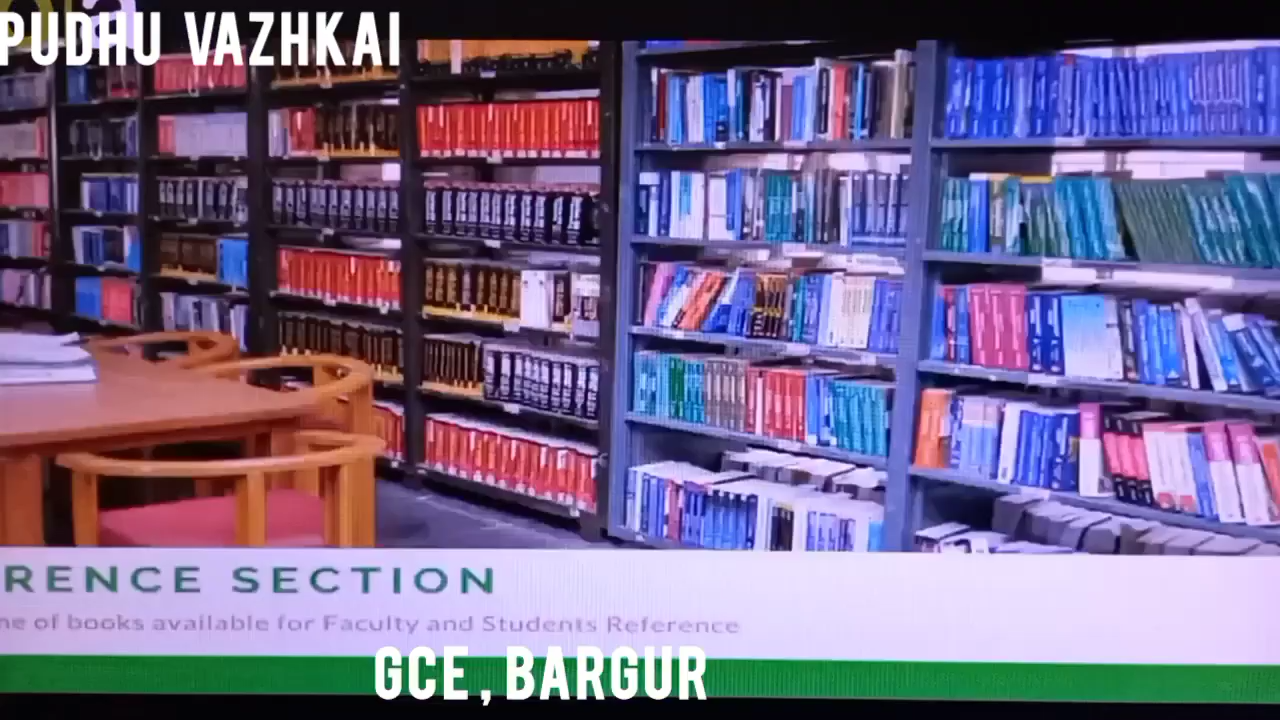 PUDHU VAZHKAI
RENCE SECTION
ne of books available for Faculty and Students Reference
GCE, BARGUR